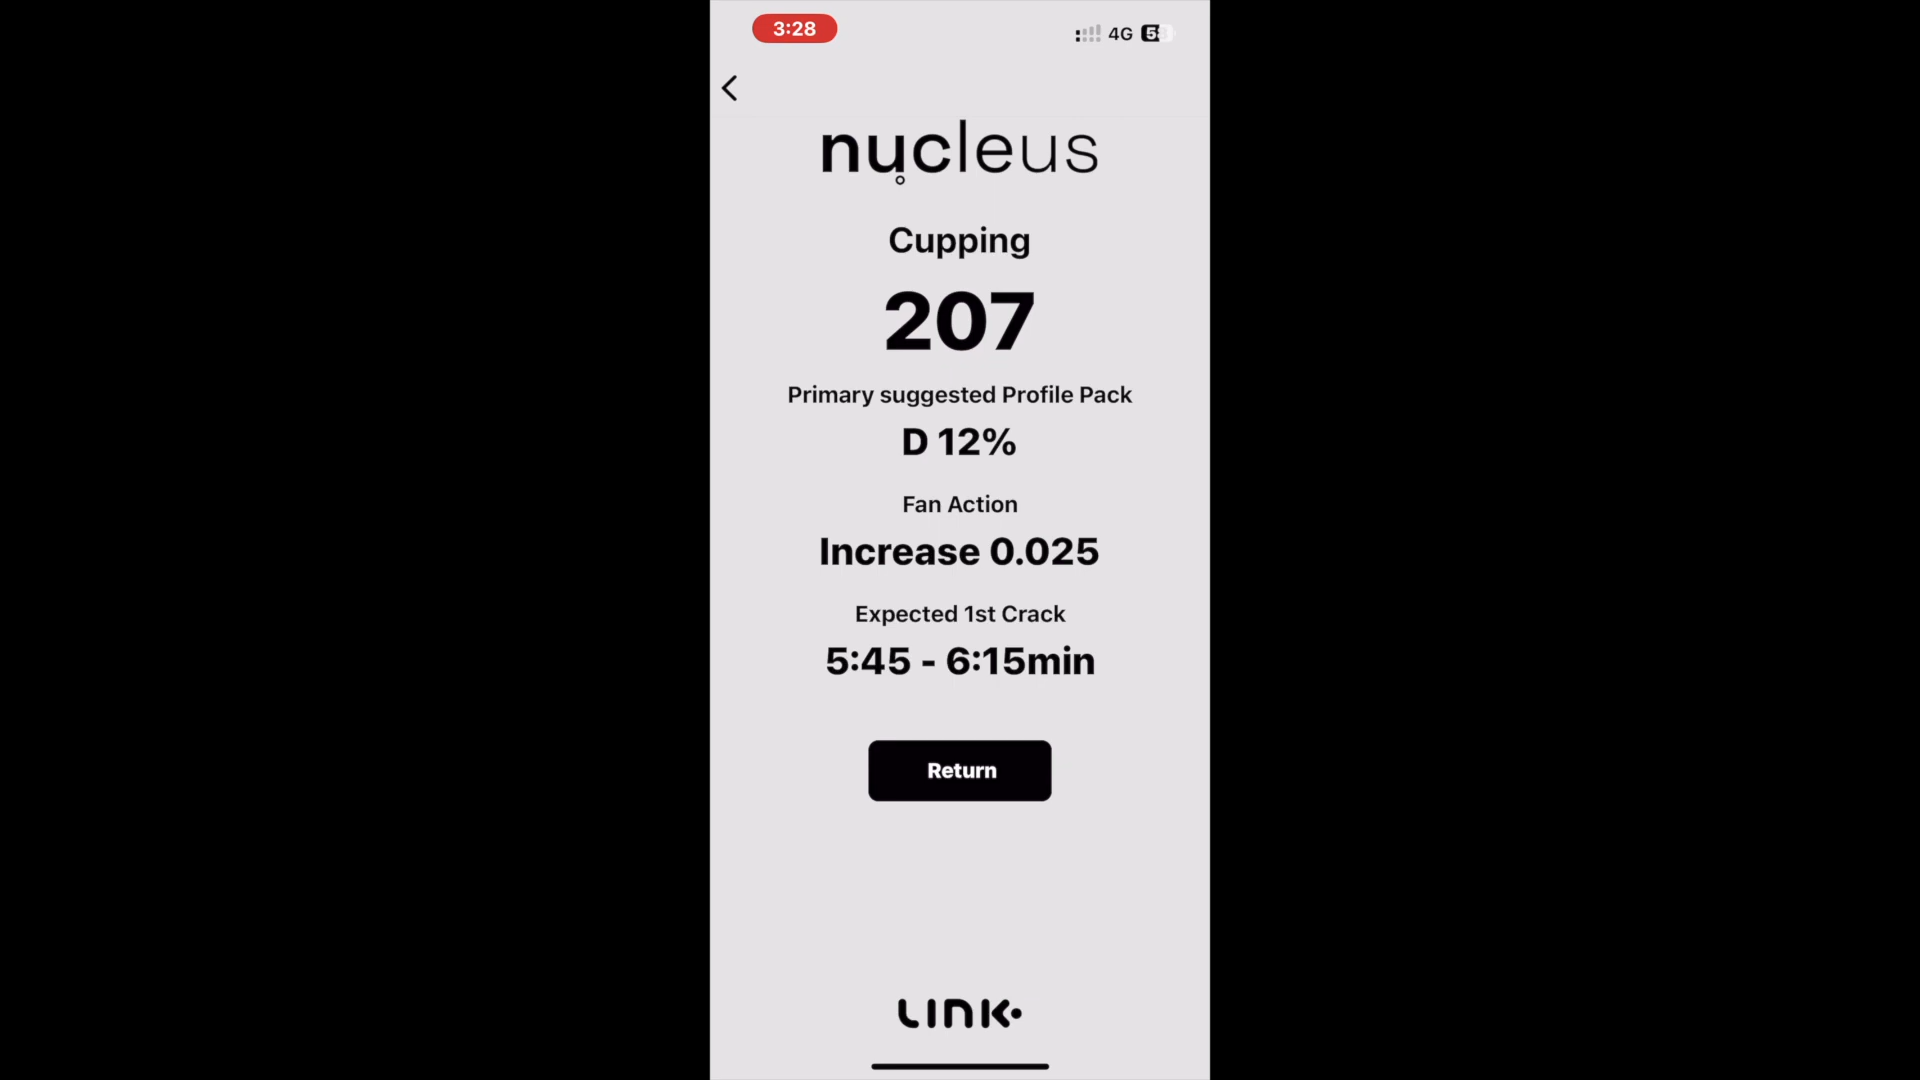 3:28
4G
nucleus
Cupping
207
Primary suggested Profile Pack
D 12%
Fan Action
Increase 0.025
Expected 1st Crack
5:45 - 6:15min
Return
LINK